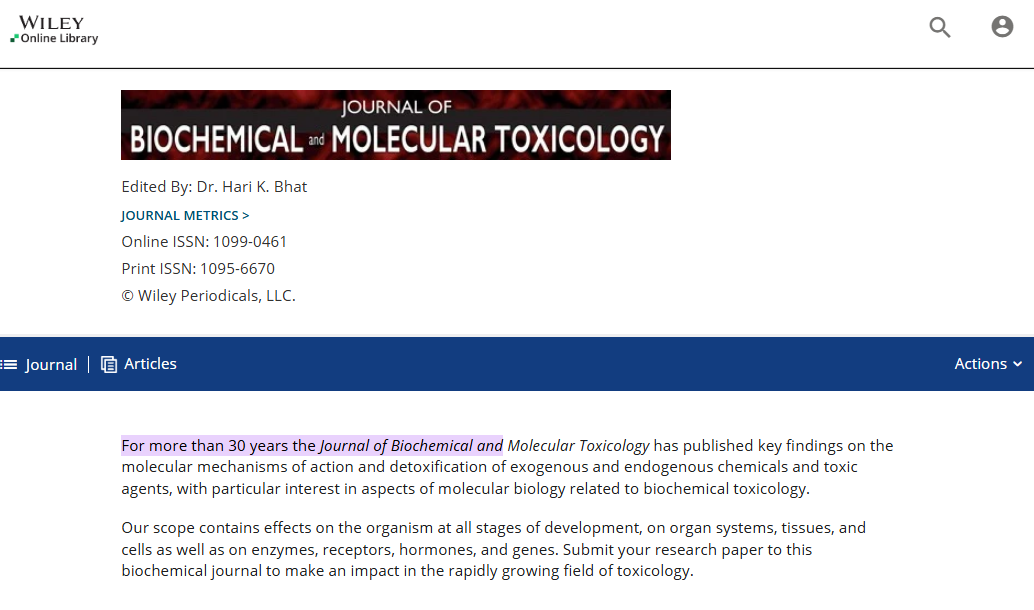 WILEY
Online Library
JOURNAL OF
BIOCHEMICAL and MOLECULAR TOXICOLOGY
Edited By: Dr. Hari K. Bhat
JOURNAL METRICS >
Online ISSN: 1099-0461
Print ISSN: 1095-6670
© Wiley Periodicals, LLC.
Journal | Articles Actions
For more than 30 years the Journal of Biochemical and Molecular Toxicology has published key findings on the
molecular mechanisms of action and detoxification of exogenous and endogenous chemicals and toxic
agents, with particular interest in aspects of molecular biology related to biochemical toxicology.
Our scope contains effects on the organism at all stages of development, on organ systems, tissues, and
cells as well as on enzymes, receptors, hormones, and genes. Submit your research paper to this
biochemical journal to make an impact in the rapidly growing field of toxicology.